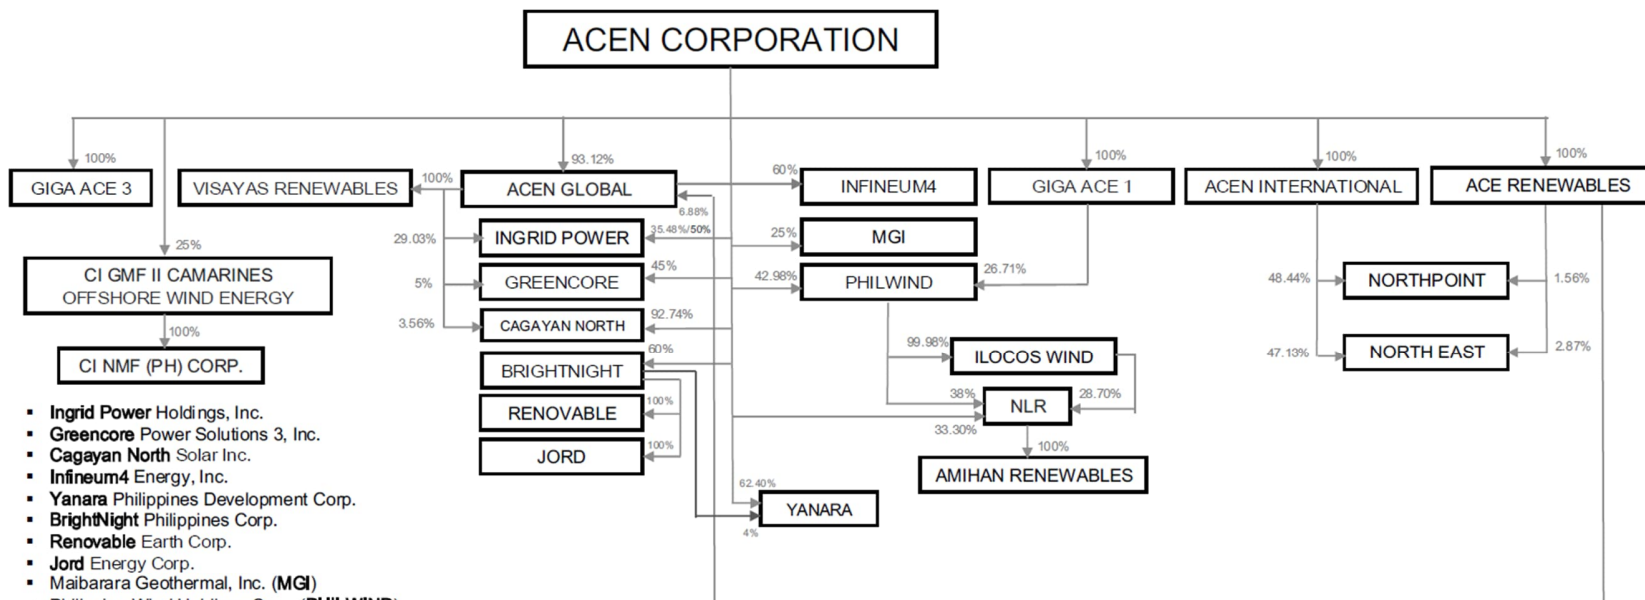 ACEN CORPORATION
100%
93.12%
60%
100%
100%
100%
GIGA ACE 3
VISAYAS RENEWABLES
100%
ACEN GLOBAL
INFINEUM4
GIGA ACE 1
ACEN INTERNATIONAL
ACE RENEWABLES
6.88%
25%
29.03%
INGRID POWER
35.48%/50%
25%
MGI
CI GMF II CAMARINES
OFFSHORE WIND ENERGY
5%
GREENCORE
45%
42.98%
PHILWIND
26.71%
48.44%
NORTHPOINT
1.56%
100%
3.56%
CAGAYAN NORTH
92.74%
CI NMF (PH) CORP.
60%
BRIGHTNIGHT
99.98%
ILOCOS WIND
47.13%
NORTH EAST
2.87%
▪ Ingrid Power Holdings, Inc.
▪ Greencore Power Solutions 3, Inc.
▪ Cagayan North Solar Inc.
▪ Infineum4 Energy, Inc.
▪ Yanara Philippines Development Corp.
▪ BrightNight Philippines Corp.
▪ Renovable Earth Corp.
▪ Jord Energy Corp.
▪ Maibarara Geothermal, Inc. (MGI)
RENOVABLE
100%
38%
NLR
28.70%
33.30%
JORD
100%
100%
AMIHAN RENEWABLES
62.40%
YANARA
4%